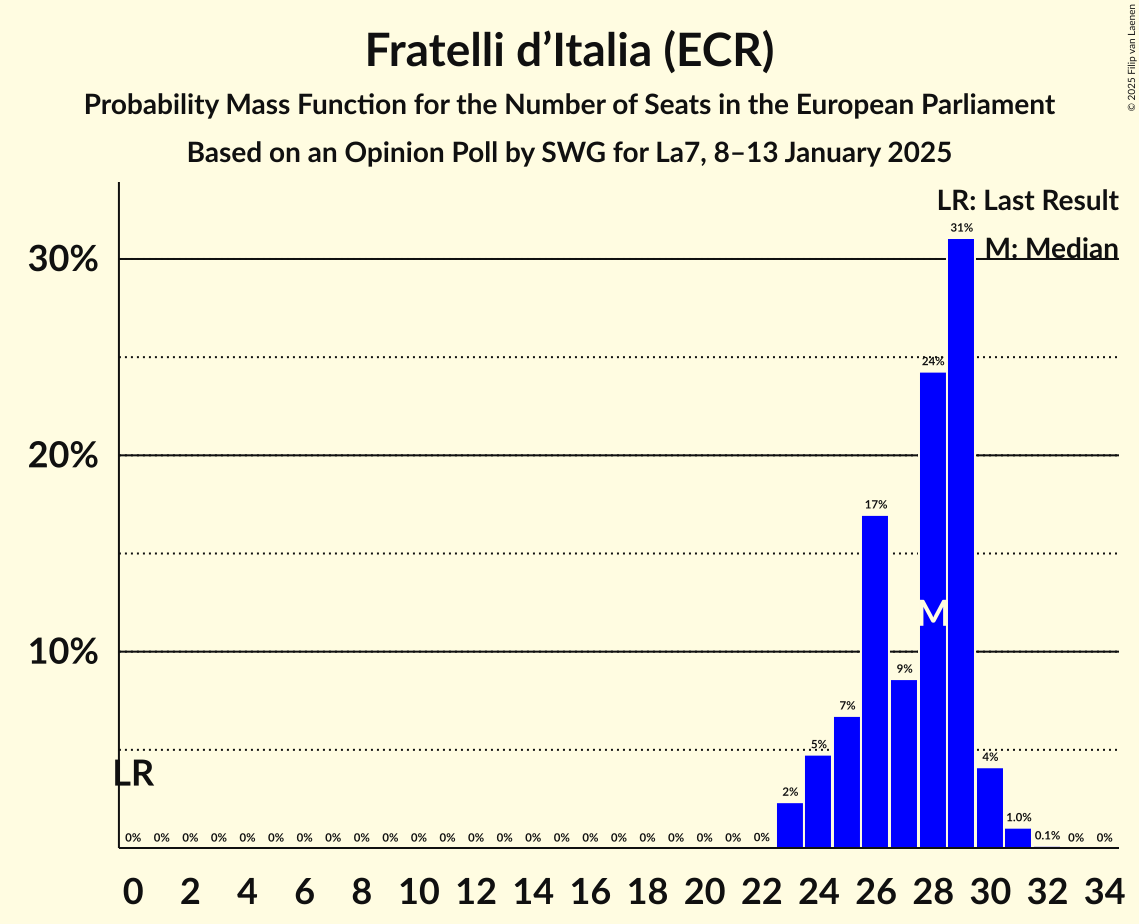 Fratelli d’Italia (ECR)
Probability Mass Function for the Number of Seats in the European Parliament
Based on an Opinion Poll by SWG for La7, 8–13 January 2025
© 2025 Filip van Laenen
LR: Last Result
M: Median
30%
20%
10%
31%
24%
17%
9%
7%
5%
4%
2%
1.0%
0.1%
M
LR
0% 0% 0% 0% 0% 0% 0% 0% 0% 0% 0% 0% 0% 0% 0% 0% 0% 0% 0% 0% 0% 0% 0% 0% 0%
0 2 4 6 8 10 12 14 16 18 20 22 24 26 28 30 32 34